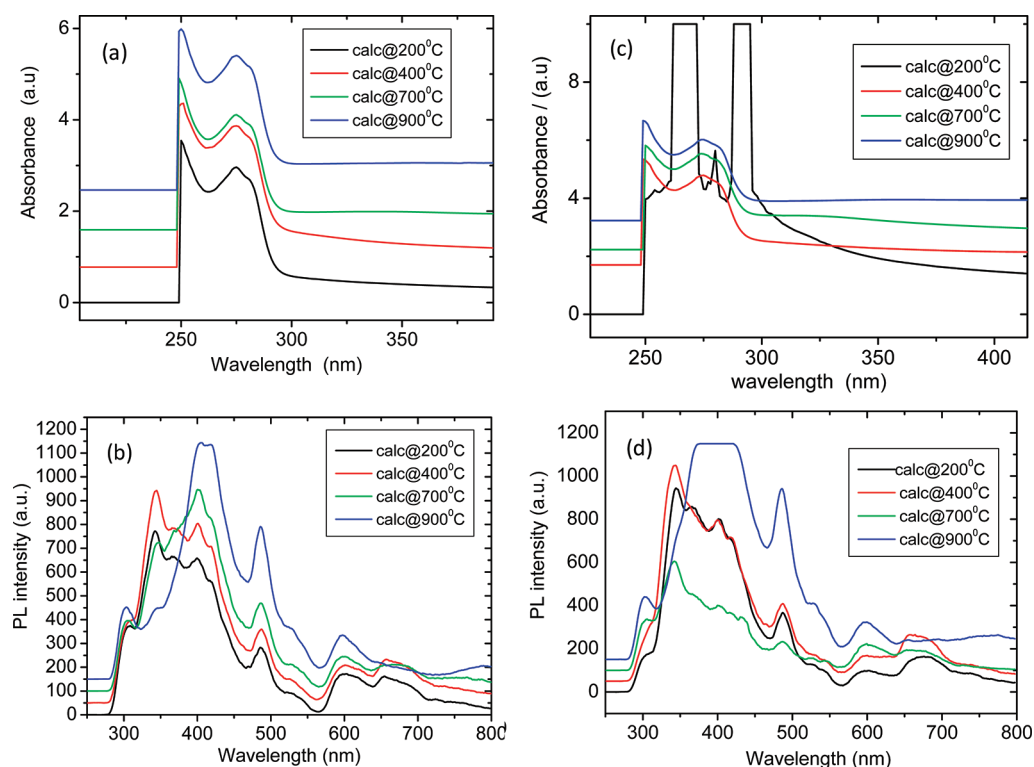 (a)
calc@200⁰C
calc@400⁰C
calc@700⁰C
calc@900⁰C
Absorbance (a.u)
6
4
2
0
250 300 350
Wavelength (nm)
(c)
calc@200⁰C
calc@400⁰C
calc@700⁰C
calc@900⁰C
Absorbance / (a.u)
8
4
0
250 300 350 400
wavelength (nm)
(b)
calc@200⁰C
calc@400⁰C
calc@700⁰C
calc@900⁰C
PL intensity (a.u.)
1200
1100
1000
900
800
700
600
500
400
300
200
100
0
300 400 500 600 700 800
Wavelength (nm)
(d)
calc@200⁰C
calc@400⁰C
calc@700⁰C
calc@900⁰C
PL intensity (a.u.)
1200
1000
800
600
400
200
0
300 400 500 600 700 800
Wavelength (nm)